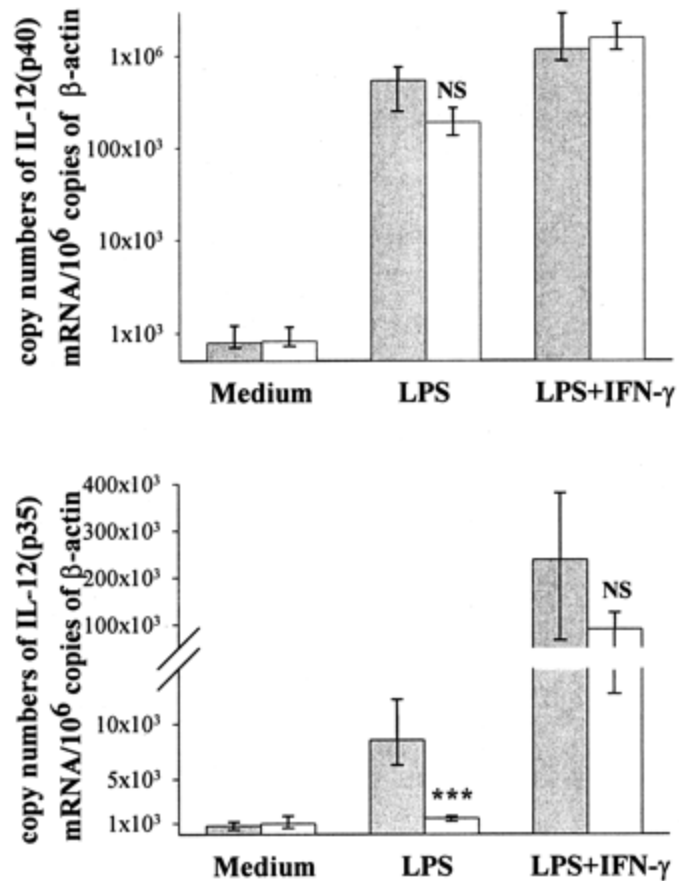 copy numbers of IL-12(p40)
mRNA/10⁶ copies of β-actin
1x10⁶
100x10³
10x10³
1x10³
NS
Medium LPS LPS+IFN-γ
copy numbers of IL-12(p35)
mRNA/10⁶ copies of β-actin
400x10³
300x10³
200x10³
100x10³
10x10³
5x10³
1x10³
NS
***
Medium LPS LPS+IFN-γ